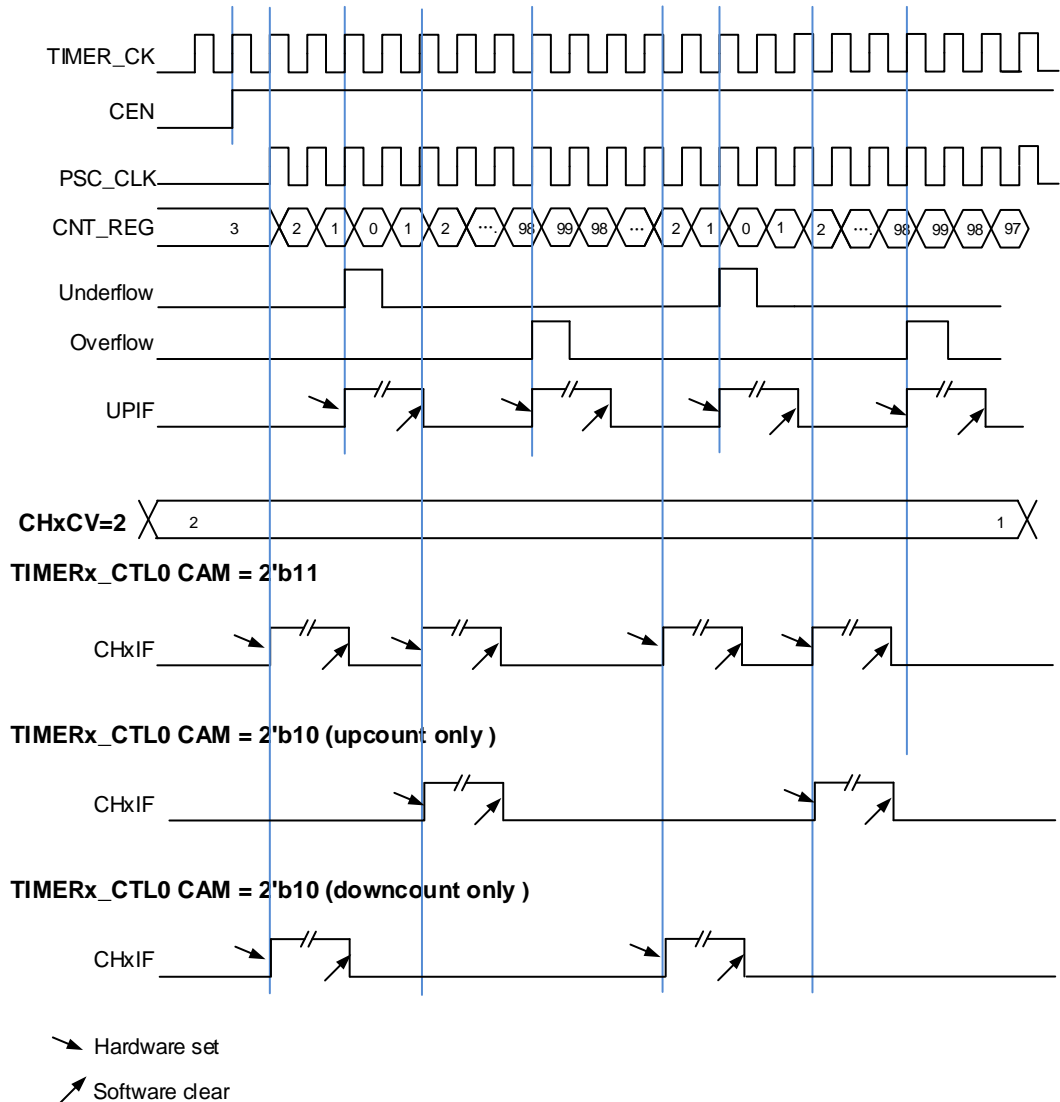 TIMER_CK
CEN
PSC_CLK
CNT_REG 3 2 1 0 1 2 .... 98 99 98 ... 2 1 0 1 2 .... 98 99 98 97
Underflow
Overflow
UPIF
CHxCV=2 2 1
TIMERx_CTL0 CAM = 2'b11
CHxIF
TIMERx_CTL0 CAM = 2'b10 (upcount only )
CHxIF
TIMERx_CTL0 CAM = 2'b10 (downcount only )
CHxIF
Hardware set
Software clear